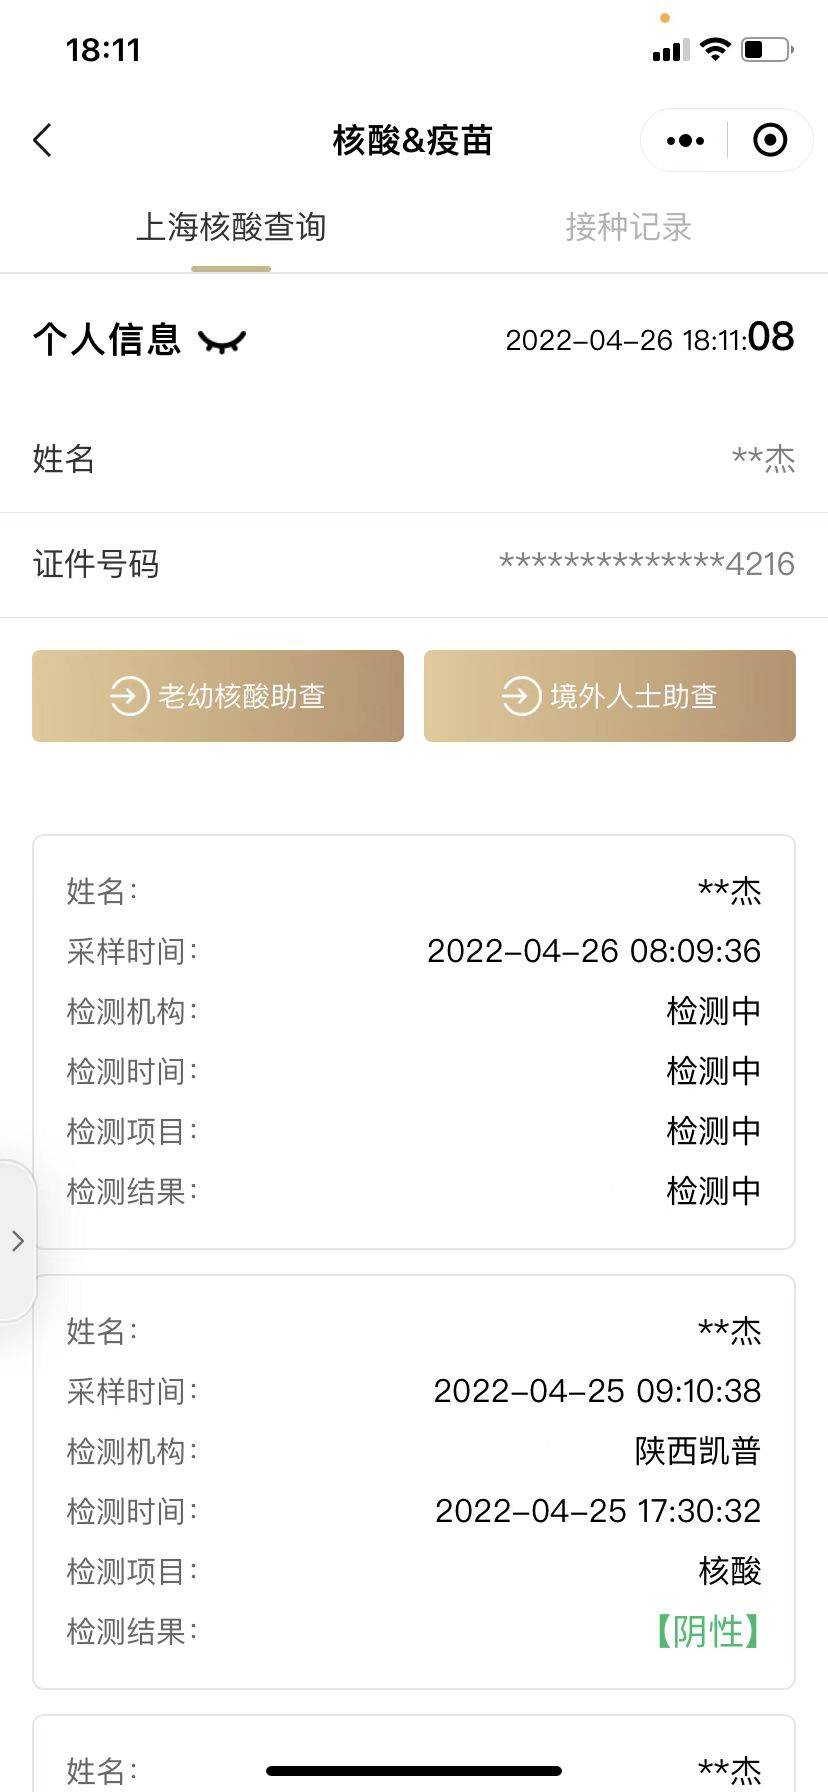 18:11
核酸&疫苗
上海核酸查询 接种记录
个人信息 2022-04-26 18:11:08
姓名 **杰
证件号码 **************4216
老幼核酸助查 境外人士助查
姓名: **杰
采样时间: 2022-04-26 08:09:36
检测机构: 检测中
检测时间: 检测中
检测项目: 检测中
检测结果: 检测中
姓名: **杰
采样时间: 2022-04-25 09:10:38
检测机构: 陕西凯普
检测时间: 2022-04-25 17:30:32
检测项目: 核酸
检测结果: 【阴性】
姓名: **杰